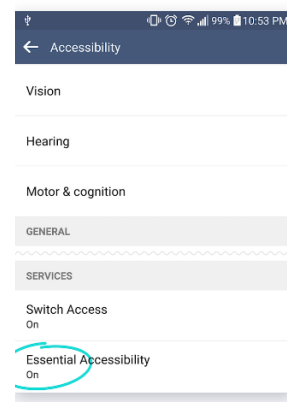 99% 10:53 PM
Accessibility
Vision
Hearing
Motor & cognition
GENERAL
SERVICES
Switch Access
On
Essential Accessibility
On